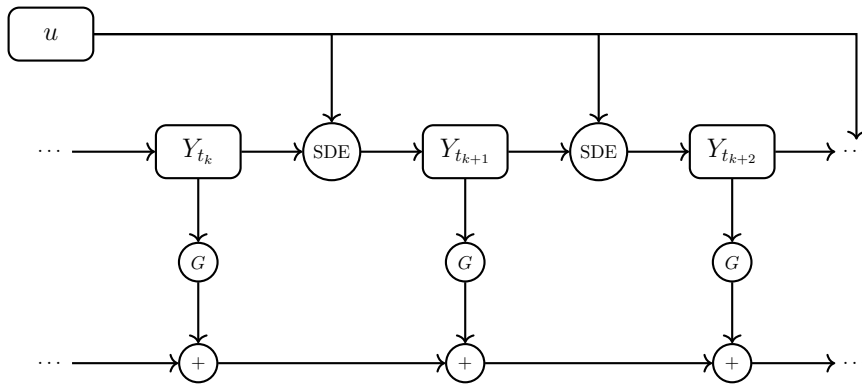 u
⋯ Y_{t_k} SDE Y_{t_{k+1}} SDE Y_{t_{k+2}} ⋯
G G G
⋯ + + + ⋯